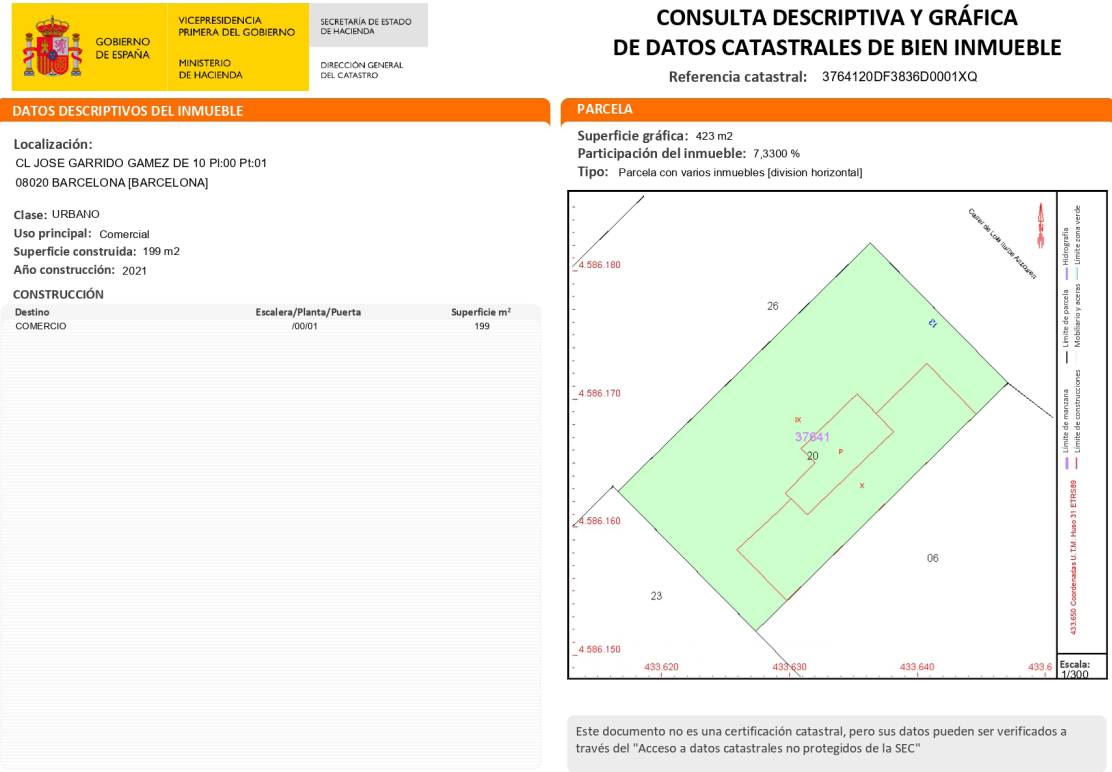 GOBIERNO
DE ESPAÑA
VICEPRESIDENCIA
PRIMERA DEL GOBIERNO
MINISTERIO
DE HACIENDA
SECRETARÍA DE ESTADO
DE HACIENDA
DIRECCIÓN GENERAL
DEL CATASTRO
CONSULTA DESCRIPTIVA Y GRÁFICA
DE DATOS CATASTRALES DE BIEN INMUEBLE
Referencia catastral: 3764120DF3836D0001XQ
DATOS DESCRIPTIVOS DEL INMUEBLE
Localización:
CL JOSE GARRIDO GAMEZ DE 10 Pl:00 Pt:01
08020 BARCELONA [BARCELONA]
Clase: URBANO
Uso principal: Comercial
Superficie construida: 199 m2
Año construcción: 2021
CONSTRUCCIÓN
Destino Escalera/Planta/Puerta Superficie m²
COMERCIO /00/01 199
PARCELA
Superficie gráfica: 423 m2
Participación del inmueble: 7,3300 %
Tipo: Parcela con varios inmuebles [division horizontal]
Carrer de
4.586.180
26
13
4.586.170
IX
37641
20
P
X
4.586.160
06
23
4.586.150
433.620
433.630
433.640
433.6
Hidrografía
Límite zona verde
Límite de parcela
Mobiliario y aceras
Límite de manzana
Límite de construcciones
433.650 Coordenadas U.T.M. Huso 31 ETRS89
Escala:
1/300
Este documento no es una certificación catastral, pero sus datos pueden ser verificados a
través del "Acceso a datos catastrales no protegidos de la SEC"